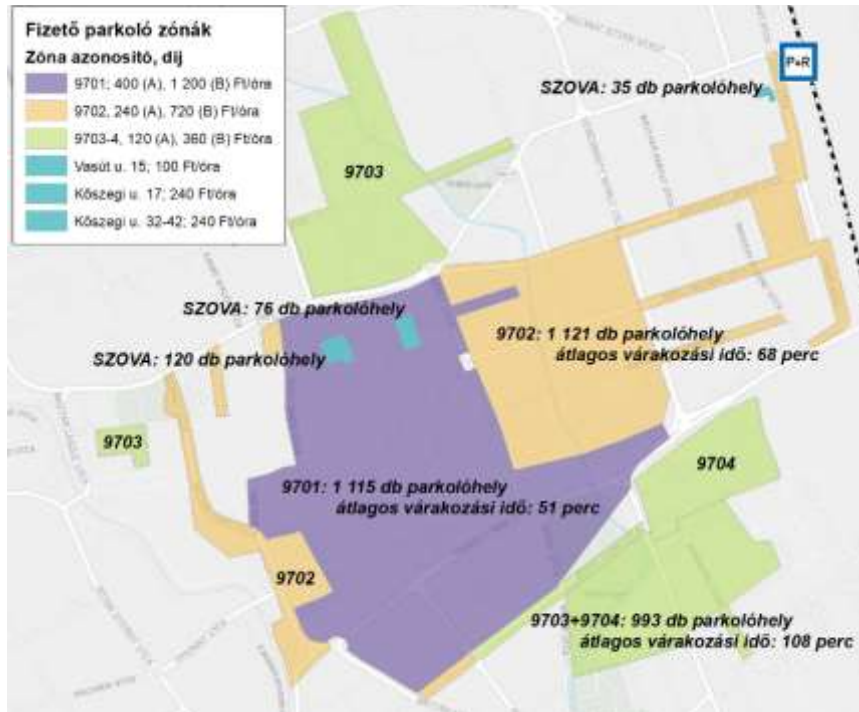 Fizető parkoló zónák
Zóna azonosító, díj
9701; 400 (A), 1 200 (B) Ft/óra
9702, 240 (A), 720 (B) Ft/óra
9703-4, 120 (A), 360 (B) Ft/óra
Vasút u. 15; 100 Ft/óra
Kőszegi u. 17; 240 Ft/óra
Kőszegi u. 32-42; 240 Ft/óra
P+R
SZOVA: 35 db parkolóhely
9703
SZOVA: 76 db parkolóhely
SZOVA: 120 db parkolóhely
9702: 1 121 db parkolóhely
átlagos várakozási idő: 68 perc
9703
9704
9701: 1 115 db parkolóhely
átlagos várakozási idő: 51 perc
9702
9703+9704: 993 db parkolóhely
átlagos várakozási idő: 108 perc